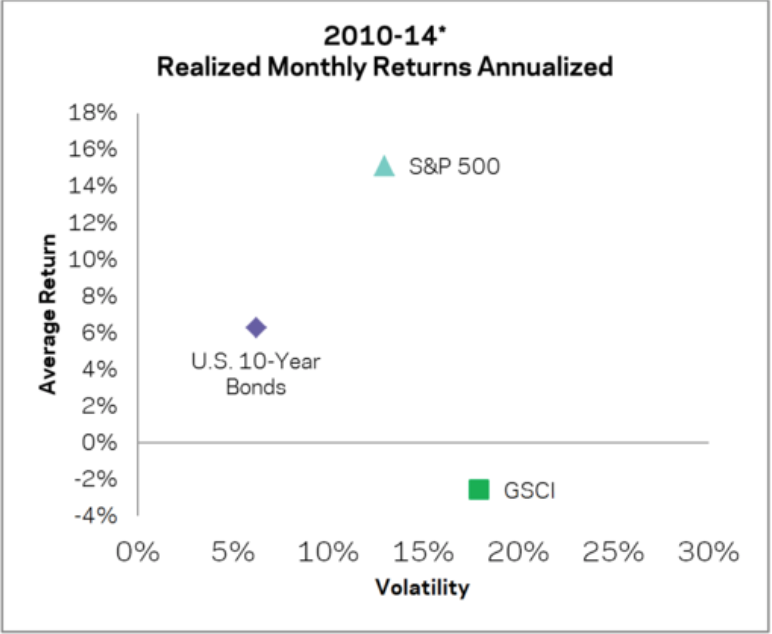 2010-14*
Realized Monthly Returns Annualized
18%
16%
14%
12%
10%
8%
6%
4%
2%
0%
-2%
-4%
Average Return
S&P 500
U.S. 10-Year
Bonds
GSCI
0% 5% 10% 15% 20% 25% 30%
Volatility